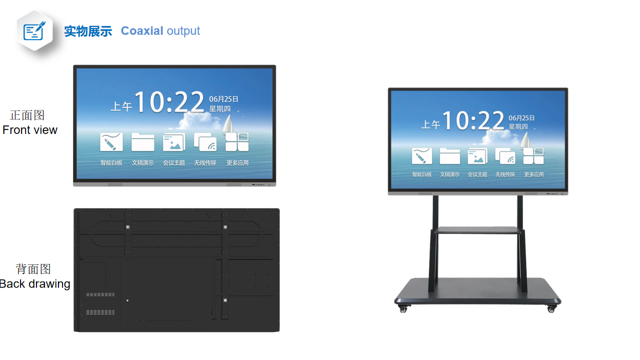 实物展示 Coaxial output
正面图
Front view
上午 10:22 06月25日
星期四
智能白板 文稿演示 会议主题 无线传屏 更多应用
背面图
Back drawing
上午 10:22 06月25日
星期四
智能白板 文稿演示 会议主题 无线传屏 更多应用